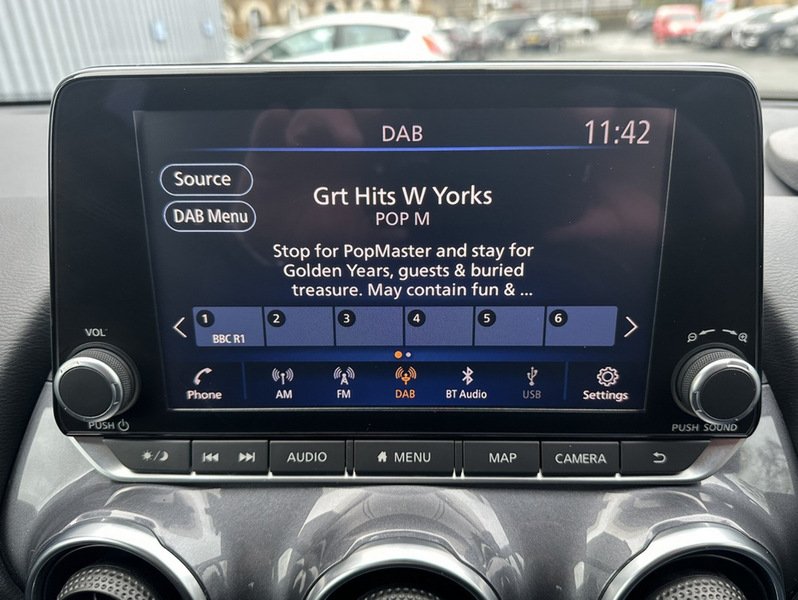 DAB
11:42
Source
Grt Hits W Yorks
DAB Menu
POP M
Stop for PopMaster and stay for
Golden Years, guests & buried
treasure. May contain fun & ...
1 2 3 4 5 6
BBC R1
VOL
PUSH
Phone AM FM DAB BT Audio USB Settings
PUSH SOUND
AUDIO MENU MAP CAMERA